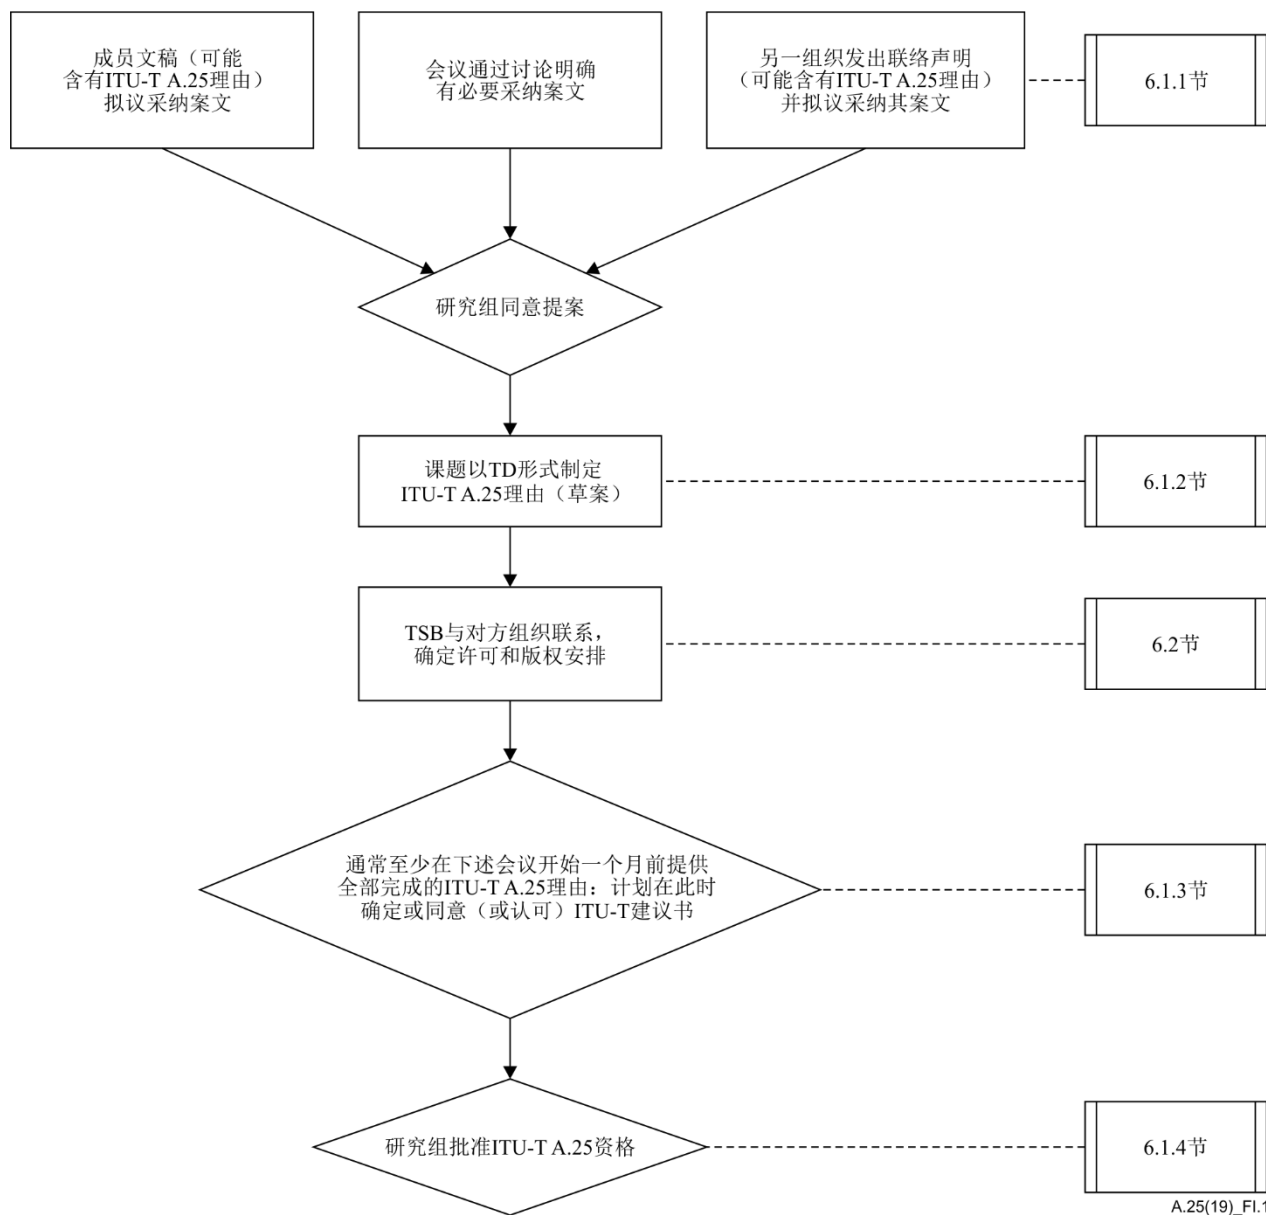 成员文稿（可能
含有ITU-T A.25理由）
拟议采纳案文
会议通过讨论明确
有必要采纳案文
另一组织发出联络声明
（可能含有ITU-T A.25理由）
并拟议采纳其案文
6.1.1节
研究组同意提案
课题以TD形式制定
ITU-T A.25理由（草案）
6.1.2节
TSB与对方组织联系，
确定许可和版权安排
6.2节
通常至少在下述会议开始一个月前提供
全部完成的ITU-T A.25理由：计划在此时
确定或同意（或认可）ITU-T建议书
6.1.3节
研究组批准ITU-T A.25资格
6.1.4节
A.25(19)_FI.1